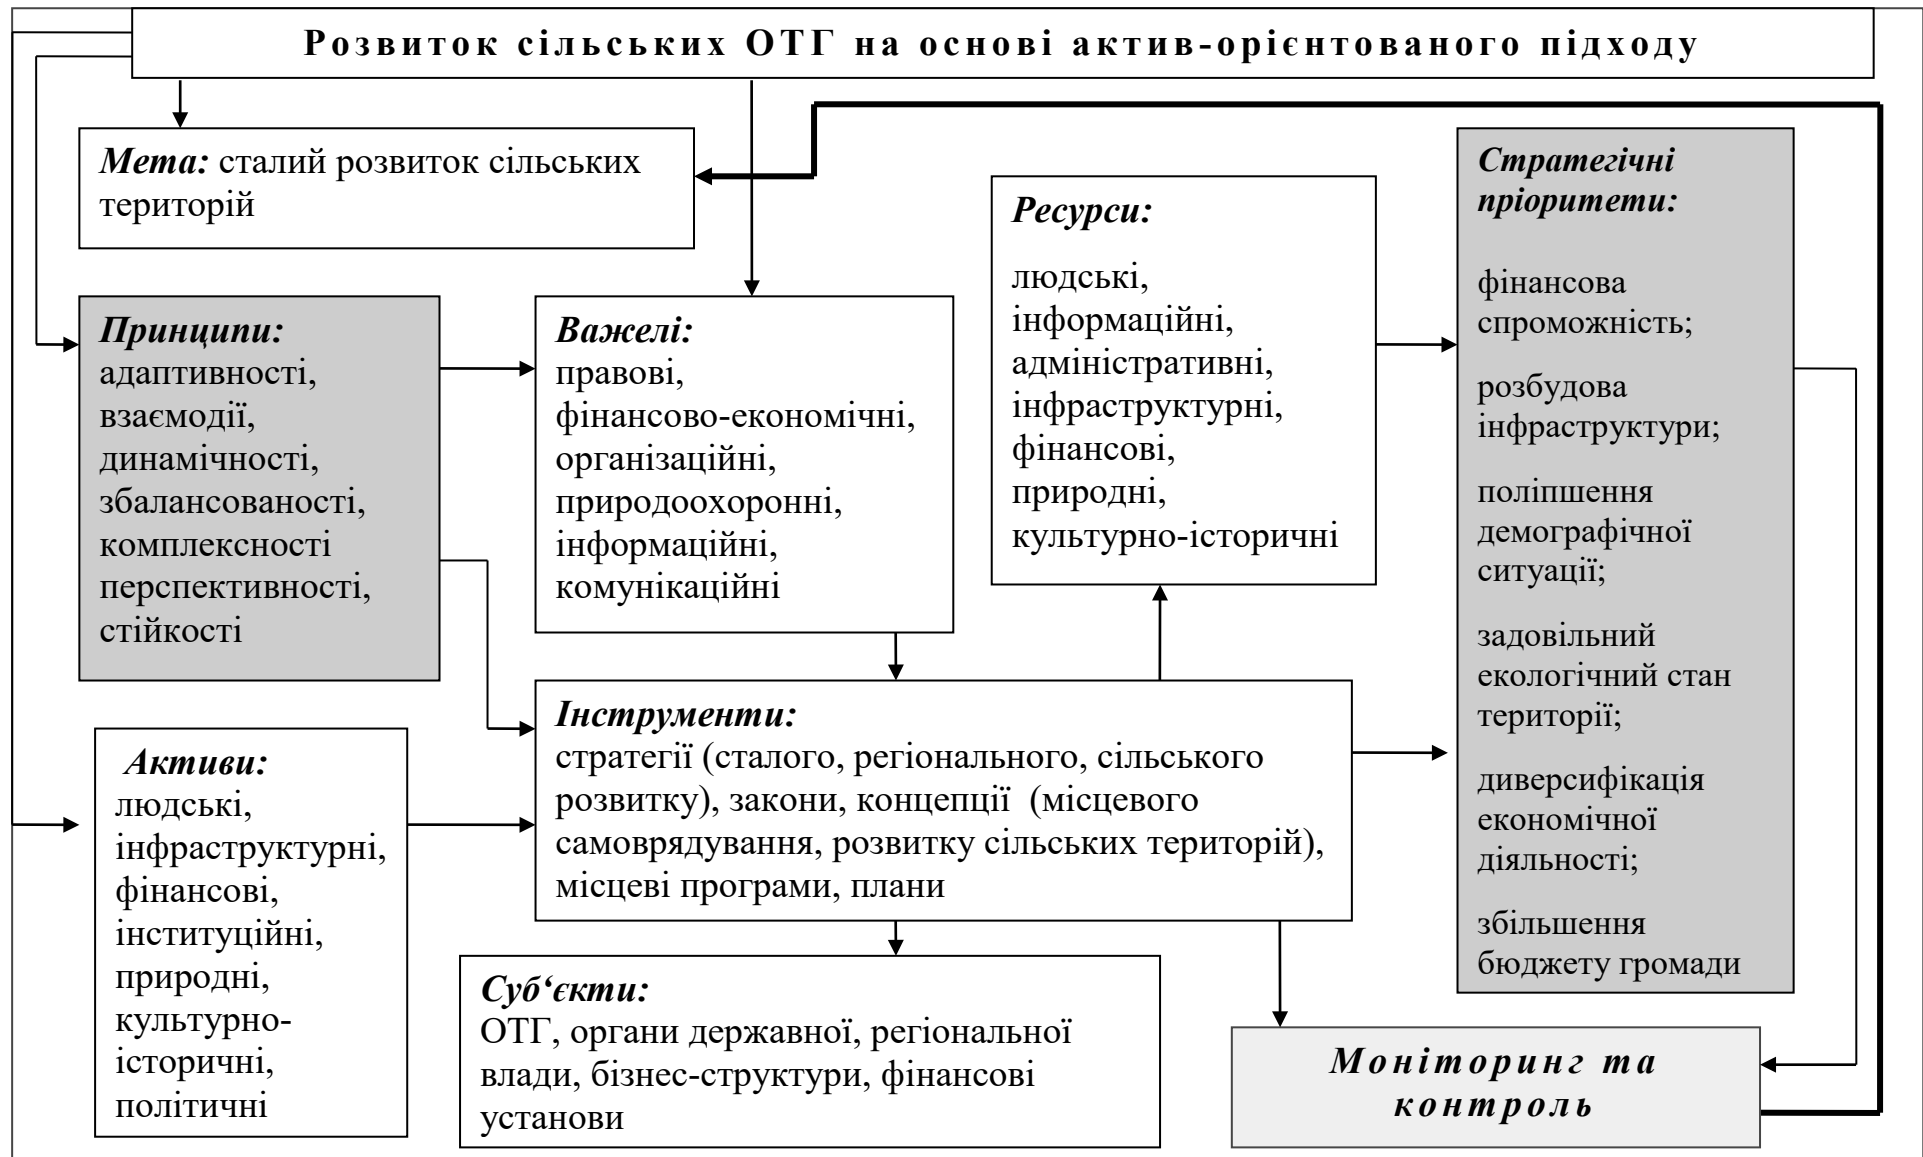 Розвиток сільських ОТГ на основі актив-орієнтованого підходу
Мета: сталий розвиток сільських
територій
Принципи:
адаптивності,
взаємодії,
динамічності,
збалансованості,
комплексності
перспективності,
стійкості
Важелі:
правові,
фінансово-економічні,
організаційні,
природоохоронні,
інформаційні,
комунікаційні
Ресурси:
людські,
інформаційні,
адміністративні,
інфраструктурні,
фінансові,
природні,
культурно-історичні
Стратегічні
пріоритети:
фінансова
спроможність;
розбудова
інфраструктури;
поліпшення
демографічної
ситуації;
задовільний
екологічний стан
території;
диверсифікація
економічної
діяльності;
збільшення
бюджету громади
Активи:
людські,
інфраструктурні,
фінансові,
інституційні,
природні,
культурно-
історичні,
політичні
Інструменти:
стратегії (сталого, регіонального, сільського
розвитку), закони, концепції (місцевого
самоврядування, розвитку сільських територій),
місцеві програми, плани
Суб‘єкти:
ОТГ, органи державної, регіональної
влади, бізнес-структури, фінансові
установи
Моніторинг та
контроль